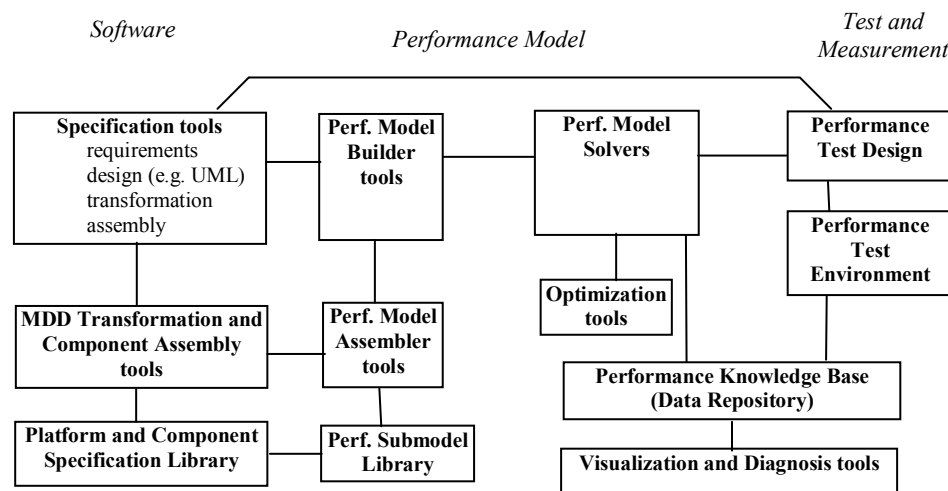 Software
Performance Model
Test and
Measurement
Specification tools
requirements
design (e.g. UML)
transformation
assembly
Perf. Model
Builder
tools
Perf. Model
Solvers
Performance
Test Design
Performance
Test
Environment
Optimization
tools
MDD Transformation and
Component Assembly
tools
Perf. Model
Assembler
tools
Performance Knowledge Base
(Data Repository)
Platform and Component
Specification Library
Perf. Submodel
Library
Visualization and Diagnosis tools